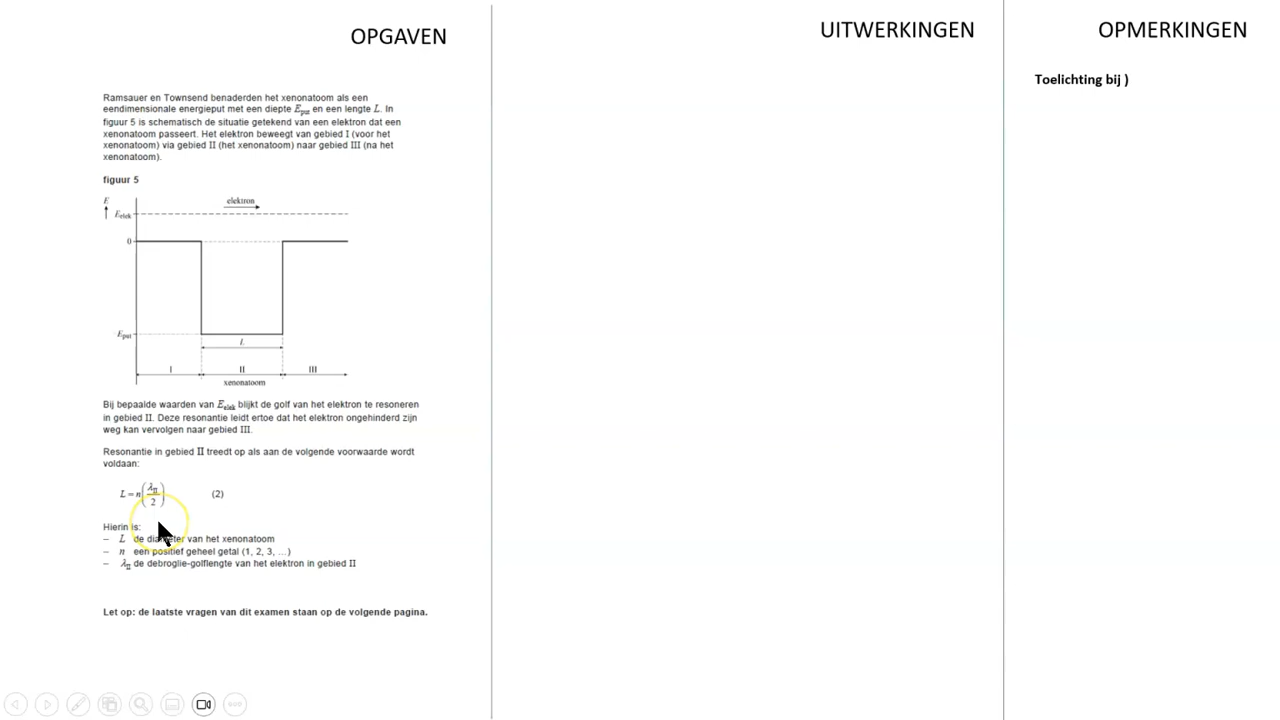 OPGAVEN
UITWERKINGEN
OPMERKINGEN
Toelichting bij )
Ramsauer en Townsend benaderden het xenonatoom als een
eendimensionale energieput met een diepte Eput en een lengte L. In
figuur 5 is schematisch de situatie getekend van een elektron dat een
xenonatoom passeert. Het elektron beweegt van gebied I (voor het
xenonatoom) via gebied II (het xenonatoom) naar gebied III (na het
xenonatoom).
figuur 5
E
elektron
Eelek
0
Eput
L
I II III
xenonatoom
Bij bepaalde waarden van Eelek blijkt de golf van het elektron te resoneren
in gebied II. Deze resonantie leidt ertoe dat het elektron ongehinderd zijn
weg kan vervolgen naar gebied III.
Resonantie in gebied II treedt op als aan de volgende voorwaarde wordt
voldaan:
L = n(λII/2) (2)
Hierin is:
– L de diameter van het xenonatoom
– n een positief geheel getal (1, 2, 3, …)
– λII de debroglie-golflengte van het elektron in gebied II
Let op: de laatste vragen van dit examen staan op de volgende pagina.